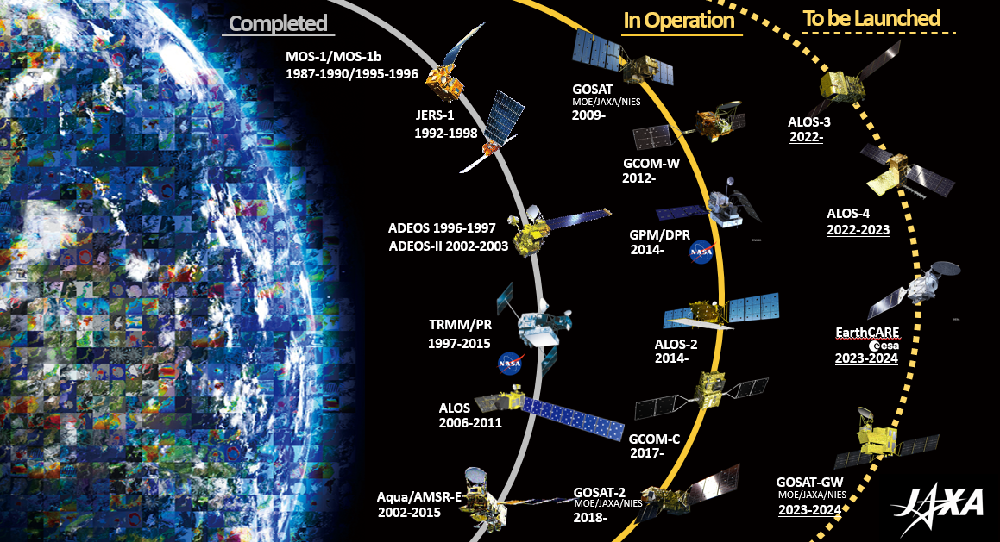 Completed
MOS-1/MOS-1b
1987-1990/1995-1996
JERS-1
1992-1998
ADEOS 1996-1997
ADEOS-II 2002-2003
TRMM/PR
1997-2015
NASA
ALOS
2006-2011
Aqua/AMSR-E
2002-2015
In Operation
GOSAT
MOE/JAXA/NIES
2009-
GCOM-W
2012-
GPM/DPR
2014-
NASA
ALOS-2
2014-
GCOM-C
2017-
GOSAT-2
MOE/JAXA/NIES
2018-
To be Launched
ALOS-3
2022-
ALOS-4
2022-2023
EarthCARE
esa
2023-2024
GOSAT-GW
MOE/JAXA/NIES
2023-2024
JAXA